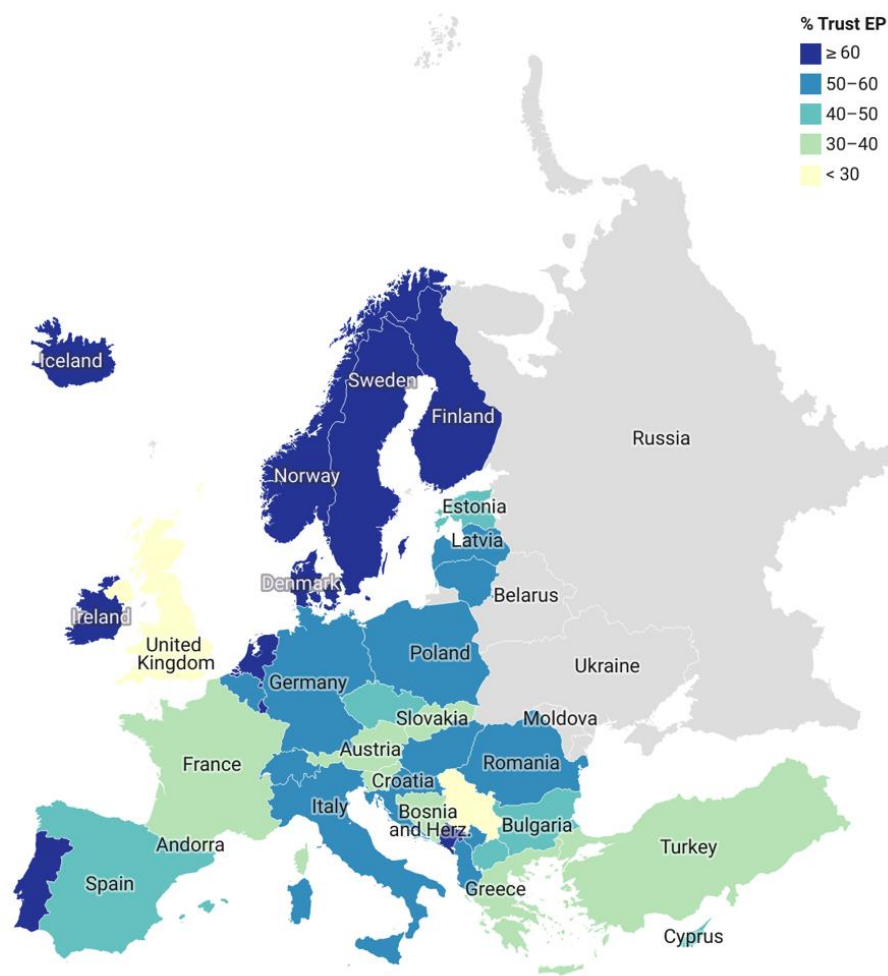 % Trust EP
≥ 60
50–60
40–50
30–40
< 30
Iceland
Sweden
Finland
Norway
Russia
Estonia
Latvia
Denmark
Belarus
Ireland
United
Kingdom
Poland
Ukraine
Germany
Slovakia
Moldova
Austria
France
Romania
Croatia
Italy
Bosnia
and Herz.
Bulgaria
Andorra
Turkey
Spain
Greece
Cyprus